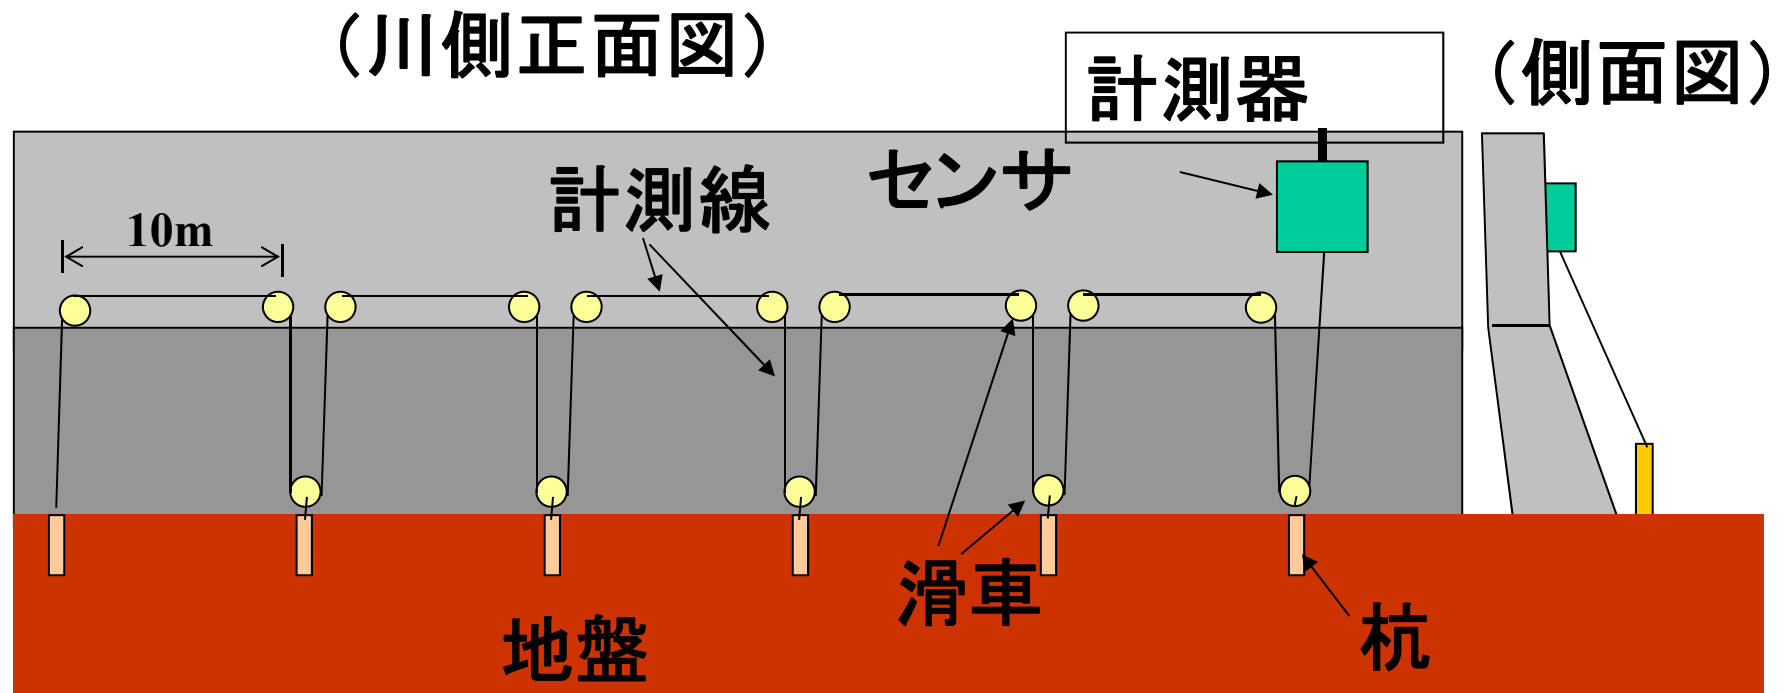 （川側正面図）
計測器
（側面図）
センサ
計測線
10m
滑車
杭
地盤